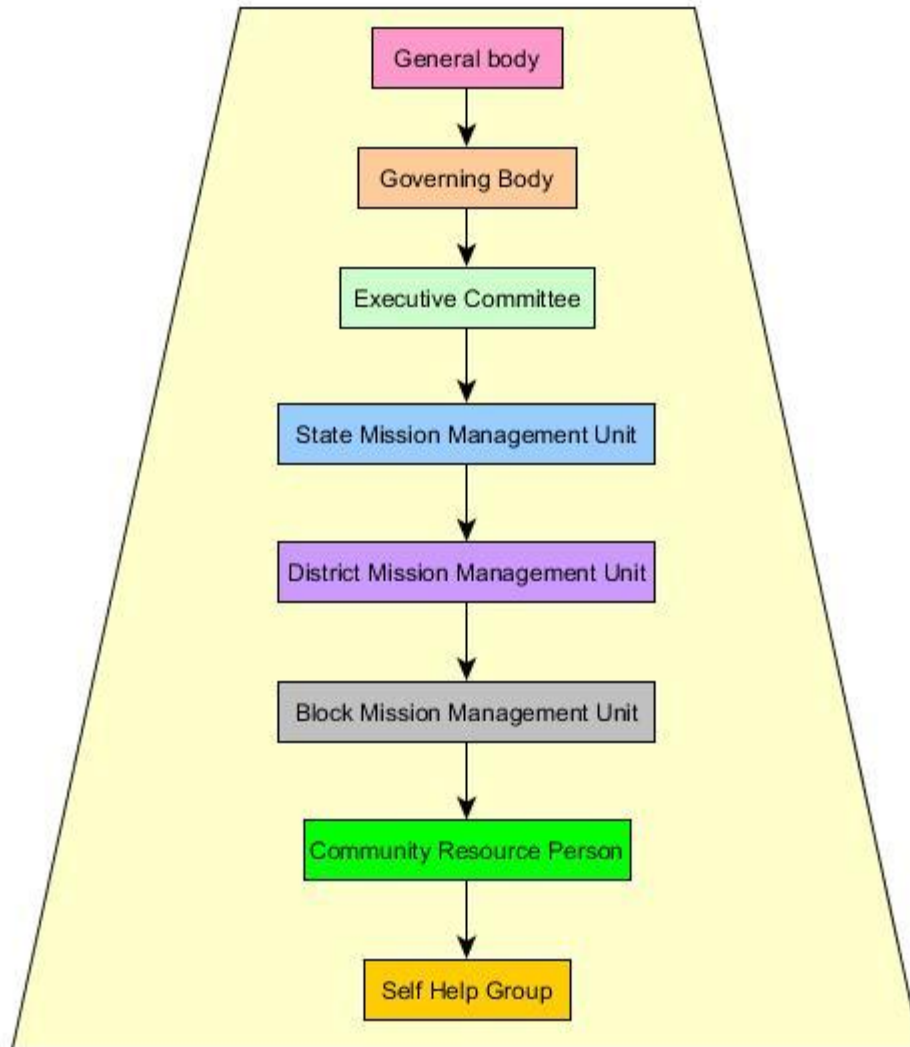 General body
Governing Body
Executive Committee
State Mission Management Unit
District Mission Management Unit
Block Mission Management Unit
Community Resource Person
Self Help Group